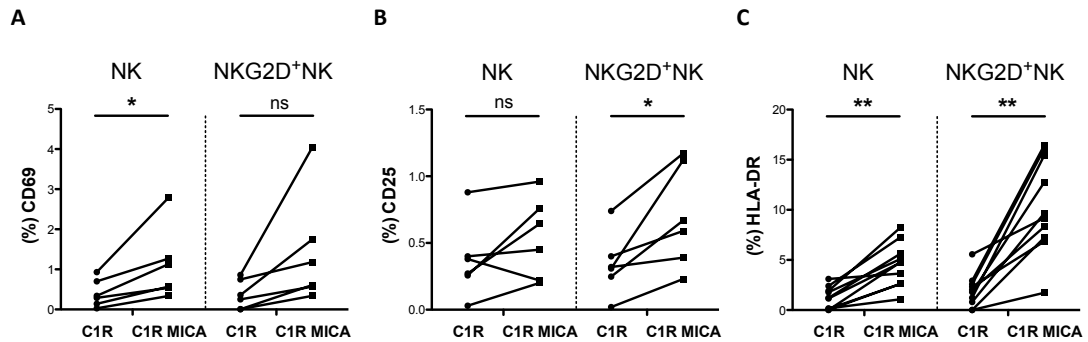 A
NK
NKG2D⁺NK
*
ns
(%) CD69
5
4
3
2
1
0
C1R
C1R MICA
C1R
C1R MICA
B
NK
NKG2D⁺NK
ns
*
(%) CD25
1.5
1.0
0.5
0.0
C1R
C1R MICA
C1R
C1R MICA
C
NK
NKG2D⁺NK
**
**
(%) HLA-DR
20
15
10
5
0
C1R
C1R MICA
C1R
C1R MICA